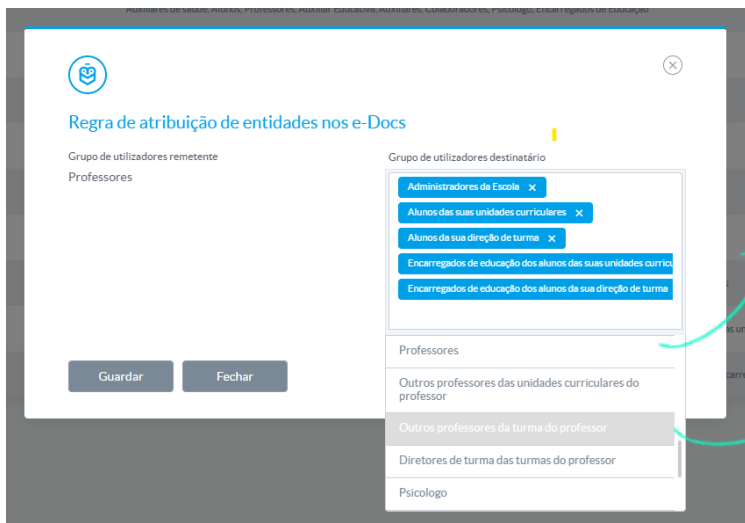 Auxiliares de saúde, Alunos, Professores, Auxiliar Educativa, Auxiliares, Colaboradores, Psicologo, Encarregados de Educação
Regra de atribuição de entidades nos e-Docs
Grupo de utilizadores remetente
Professores
Grupo de utilizadores destinatário
Administradores da Escola ×
Alunos das suas unidades curriculares ×
Alunos da sua direção de turma ×
Encarregados de educação dos alunos das suas unidades curricu
Encarregados de educação dos alunos da sua direção de turma
Professores
Outros professores das unidades curriculares do
professor
Outros professores da turma do professor
Diretores de turma das turmas do professor
Psicologo
Guardar
Fechar